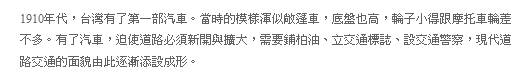 1910年代，台灣有了第一部汽車。當時的模樣渾似敞篷車，底盤也高，輪子小得跟摩托車輪差
不多。有了汽車，迫使道路必須新開與擴大，需要鋪柏油、立交通標誌、設交通警察，現代道
路交通的面貌由此逐漸添設成形。